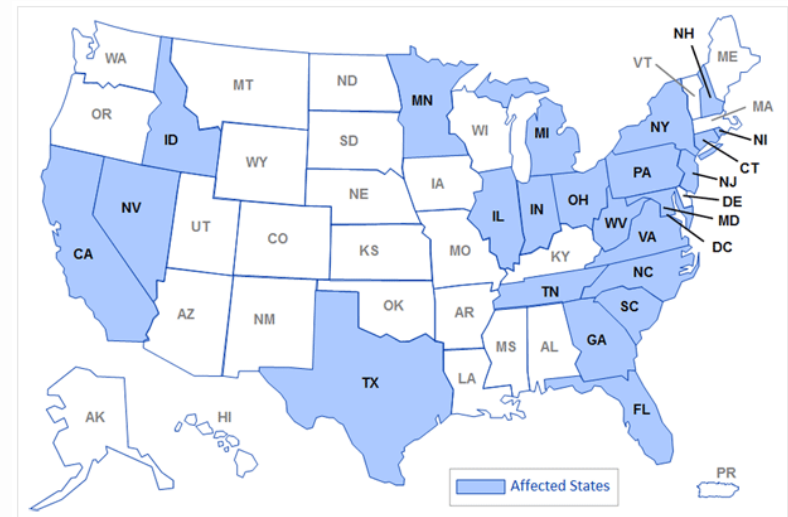 NH
WA
ME
VT
MT
ND
MN
OR
MA
ID
SD
WI
MI
NY
NI
WY
CT
PA
NJ
IA
NE
DE
NV
IL
IN
OH
MD
UT
WV
CO
VA
DC
CA
KS
MO
KY
NC
TN
OK
SC
AZ
NM
AR
GA
MS
AL
TX
LA
FL
AK
HI
PR
Affected States